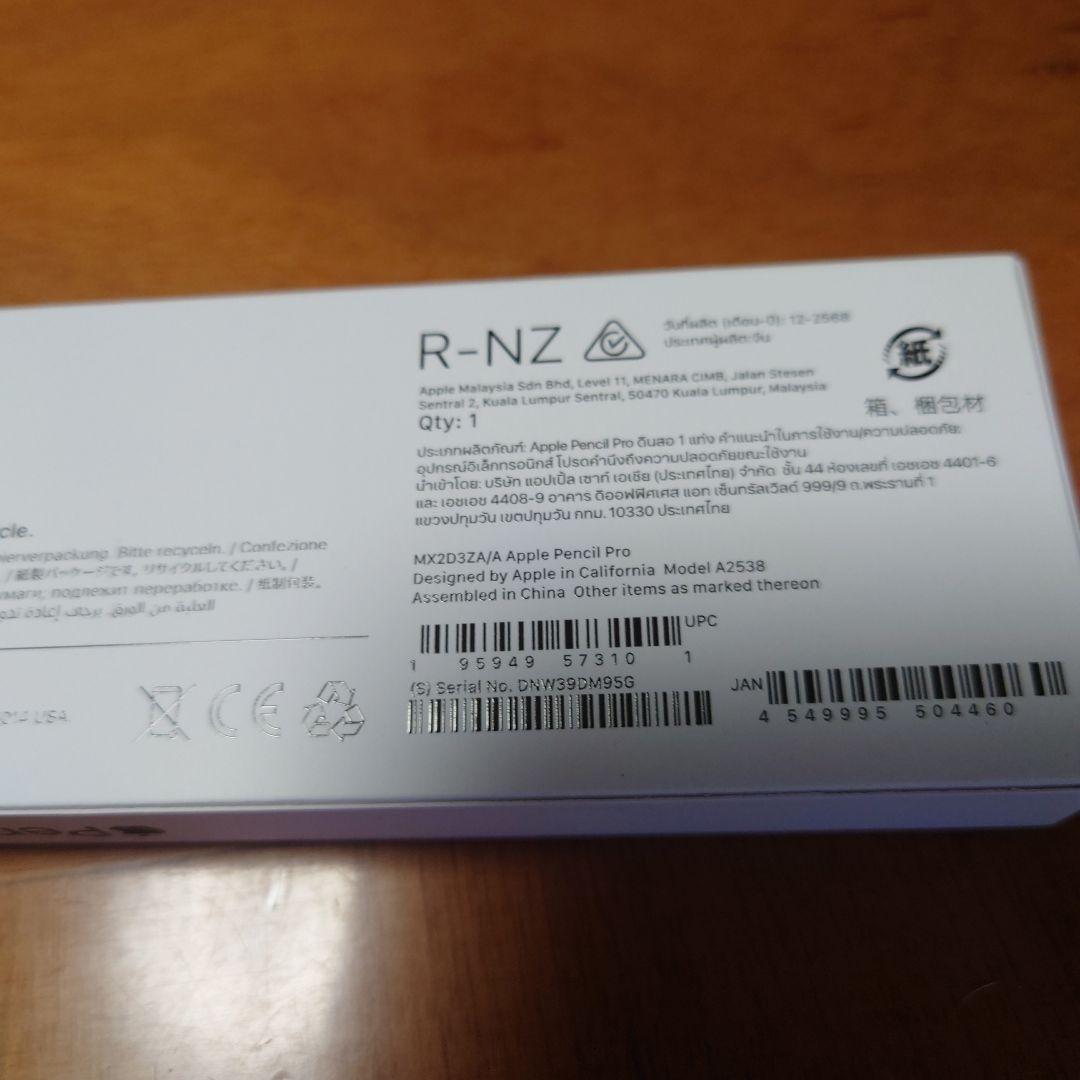 R-NZ
วันที่ผลิต (เดือน-ปี): 12-2568
ประเทศผู้ผลิต:จีน
紙
箱、梱包材
Apple Malaysia Sdn Bhd, Level 11, MENARA CIMB, Jalan Stesen
Sentral 2, Kuala Lumpur Sentral, 50470 Kuala Lumpur, Malaysia
Qty: 1
ประเภทผลิตภัณฑ์: Apple Pencil Pro ดินสอ 1 แท่ง คำแนะนำในการใช้งาน/ความปลอดภัย:
อุปกรณ์อิเล็กทรอนิกส์ โปรดคำนึงถึงความปลอดภัยขณะใช้งาน
นำเข้าโดย: บริษัท แอปเปิ้ล เซาท์ เอเชีย (ประเทศไทย) จำกัด ชั้น 44 ห้องเลขที่ เอชเอช 4401-6
และ เอชเอช 4408-9 อาคาร ดิออฟฟิศเศส แอท เซ็นทรัลเวิลด์ 999/9 ถ.พระรามที่ 1
แขวงปทุมวัน เขตปทุมวัน กทม. 10330 ประเทศไทย
MX2D3ZA/A Apple Pencil Pro
Designed by Apple in California Model A2538
Assembled in China Other items as marked thereon
UPC
1 95949 57310 1
(S) Serial No. DNW39DM95G
JAN
4 549995 504460
cle.
ierverpackung. Bitte recyceln. / Confezione
/ 紙製パッケージです。リサイクルしてください。 /
умаги, подлежит переработке. / 纸制包装。
العلبة من الورق. يرجى إعادة تدو
014 USA
CE